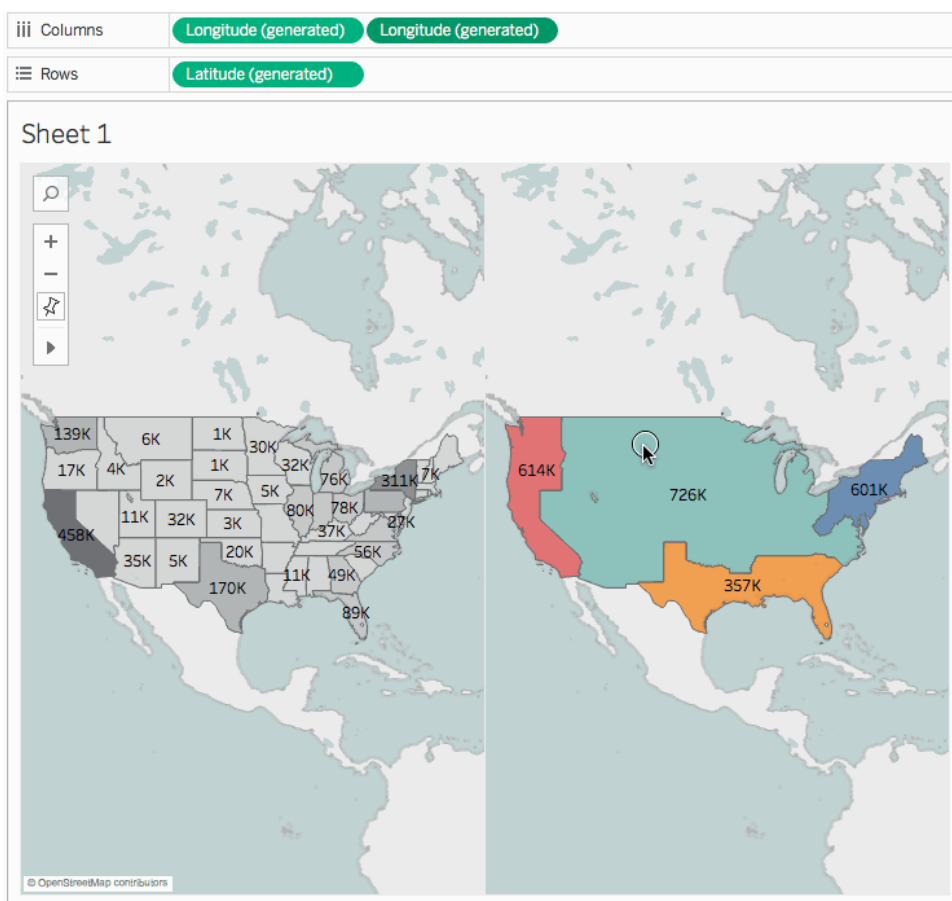 Columns Longitude (generated) Longitude (generated)
Rows Latitude (generated)
Sheet 1
139K 6K 1K 30K
17K 4K 2K 1K 32K 76K 311K 7K
11K 32K 7K 5K 80K 78K 27K
458K 3K 37K
35K 5K 20K 56K
170K 11K 49K
89K
614K 726K 601K
357K
© OpenStreetMap contributors